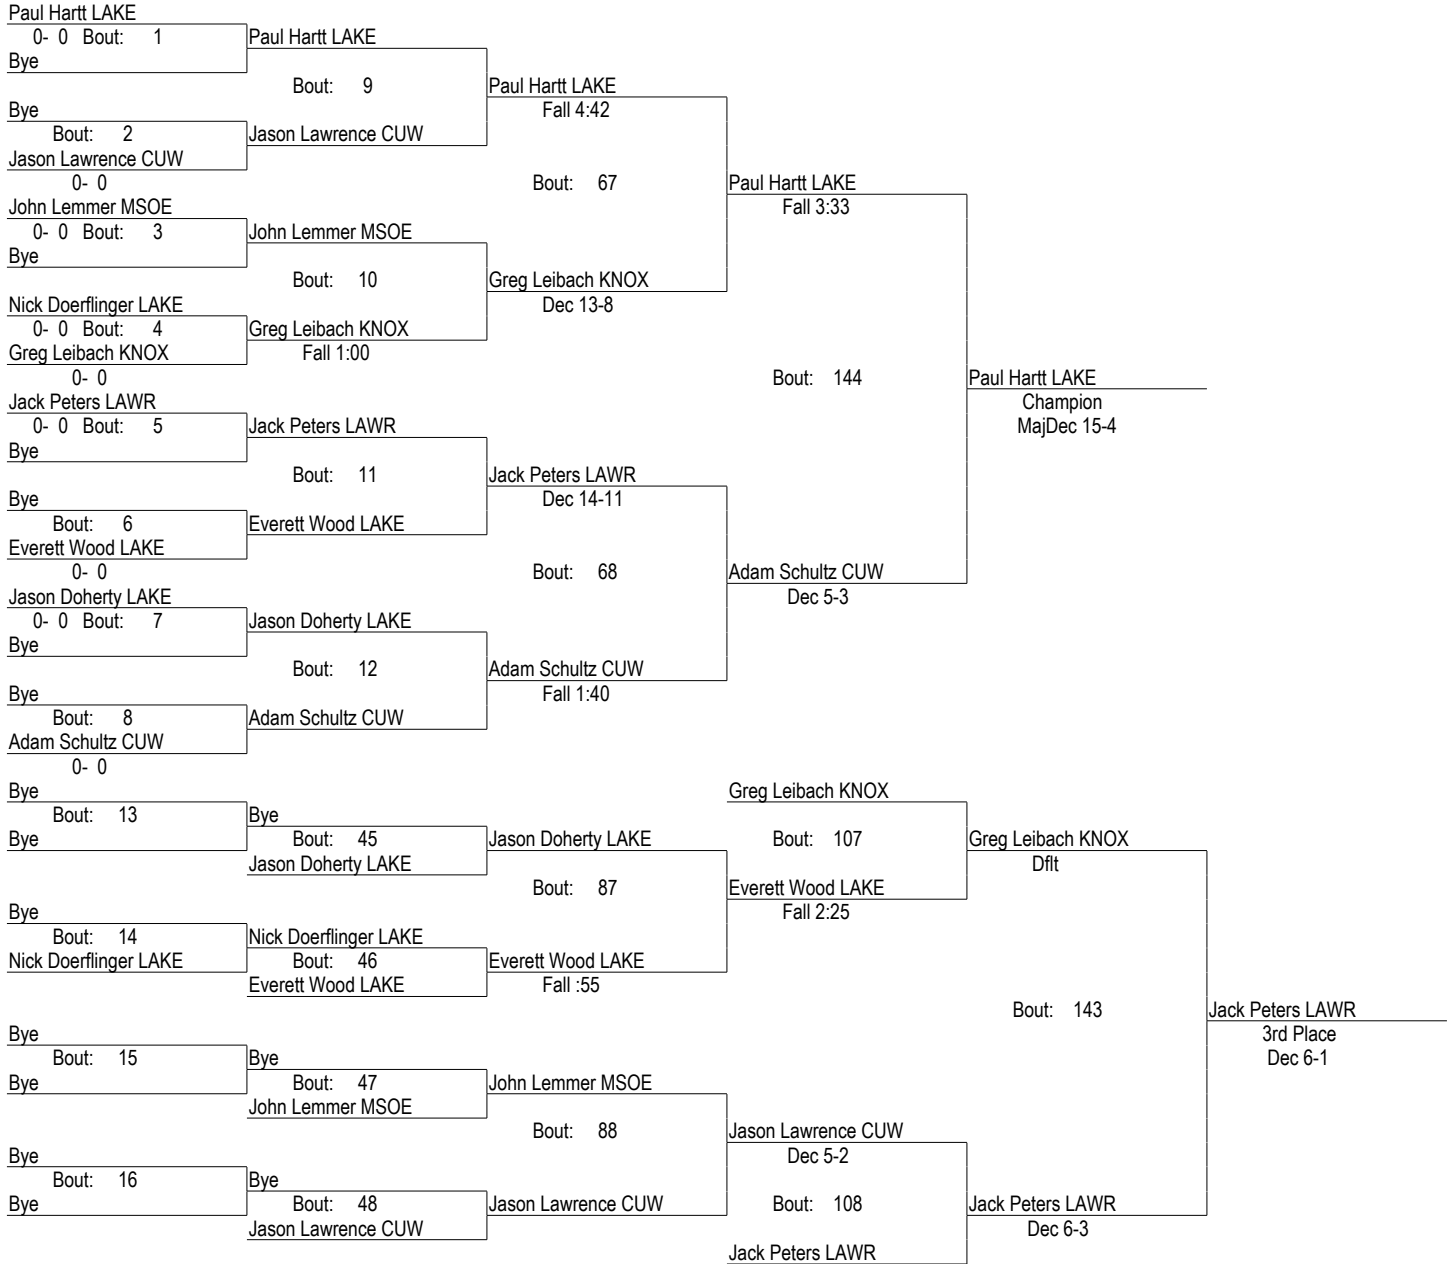 Paul Hartt LAKE
0- 0 Bout: 1 Paul Hartt LAKE
Bye
Bout: 9 Paul Hartt LAKE
Bye Fall 4:42
Bout: 2 Jason Lawrence CUW
Jason Lawrence CUW
0- 0 Bout: 67 Paul Hartt LAKE
John Lemmer MSOE Fall 3:33
0- 0 Bout: 3 John Lemmer MSOE
Bye
Bout: 10 Greg Leibach KNOX
Nick Doerflinger LAKE Dec 13-8
0- 0 Bout: 4 Greg Leibach KNOX
Greg Leibach KNOX Fall 1:00
0- 0 Bout: 144 Paul Hartt LAKE
Jack Peters LAWR Champion
0- 0 Bout: 5 Jack Peters LAWR MajDec 15-4
Bye
Bout: 11 Jack Peters LAWR
Bye Dec 14-11
Bout: 6 Everett Wood LAKE
Everett Wood LAKE
0- 0 Bout: 68 Adam Schultz CUW
Jason Doherty LAKE Dec 5-3
0- 0 Bout: 7 Jason Doherty LAKE
Bye
Bout: 12 Adam Schultz CUW
Bye Fall 1:40
Bout: 8 Adam Schultz CUW
Adam Schultz CUW
0- 0
Bye Greg Leibach KNOX
Bout: 13 Bye
Bye Bout: 45 Jason Doherty LAKE Bout: 107 Greg Leibach KNOX
Jason Doherty LAKE Dflt
Bout: 87 Everett Wood LAKE
Bye Fall 2:25
Bout: 14 Nick Doerflinger LAKE
Nick Doerflinger LAKE Bout: 46 Everett Wood LAKE
Everett Wood LAKE Fall :55
Bout: 143 Jack Peters LAWR
Bye 3rd Place
Bout: 15 Bye Dec 6-1
Bye Bout: 47 John Lemmer MSOE
John Lemmer MSOE
Bout: 88 Jason Lawrence CUW
Bye Dec 5-2
Bout: 16 Bye
Bye Bout: 48 Jason Lawrence CUW Bout: 108 Jack Peters LAWR
Jason Lawrence CUW Dec 6-3
Jack Peters LAWR